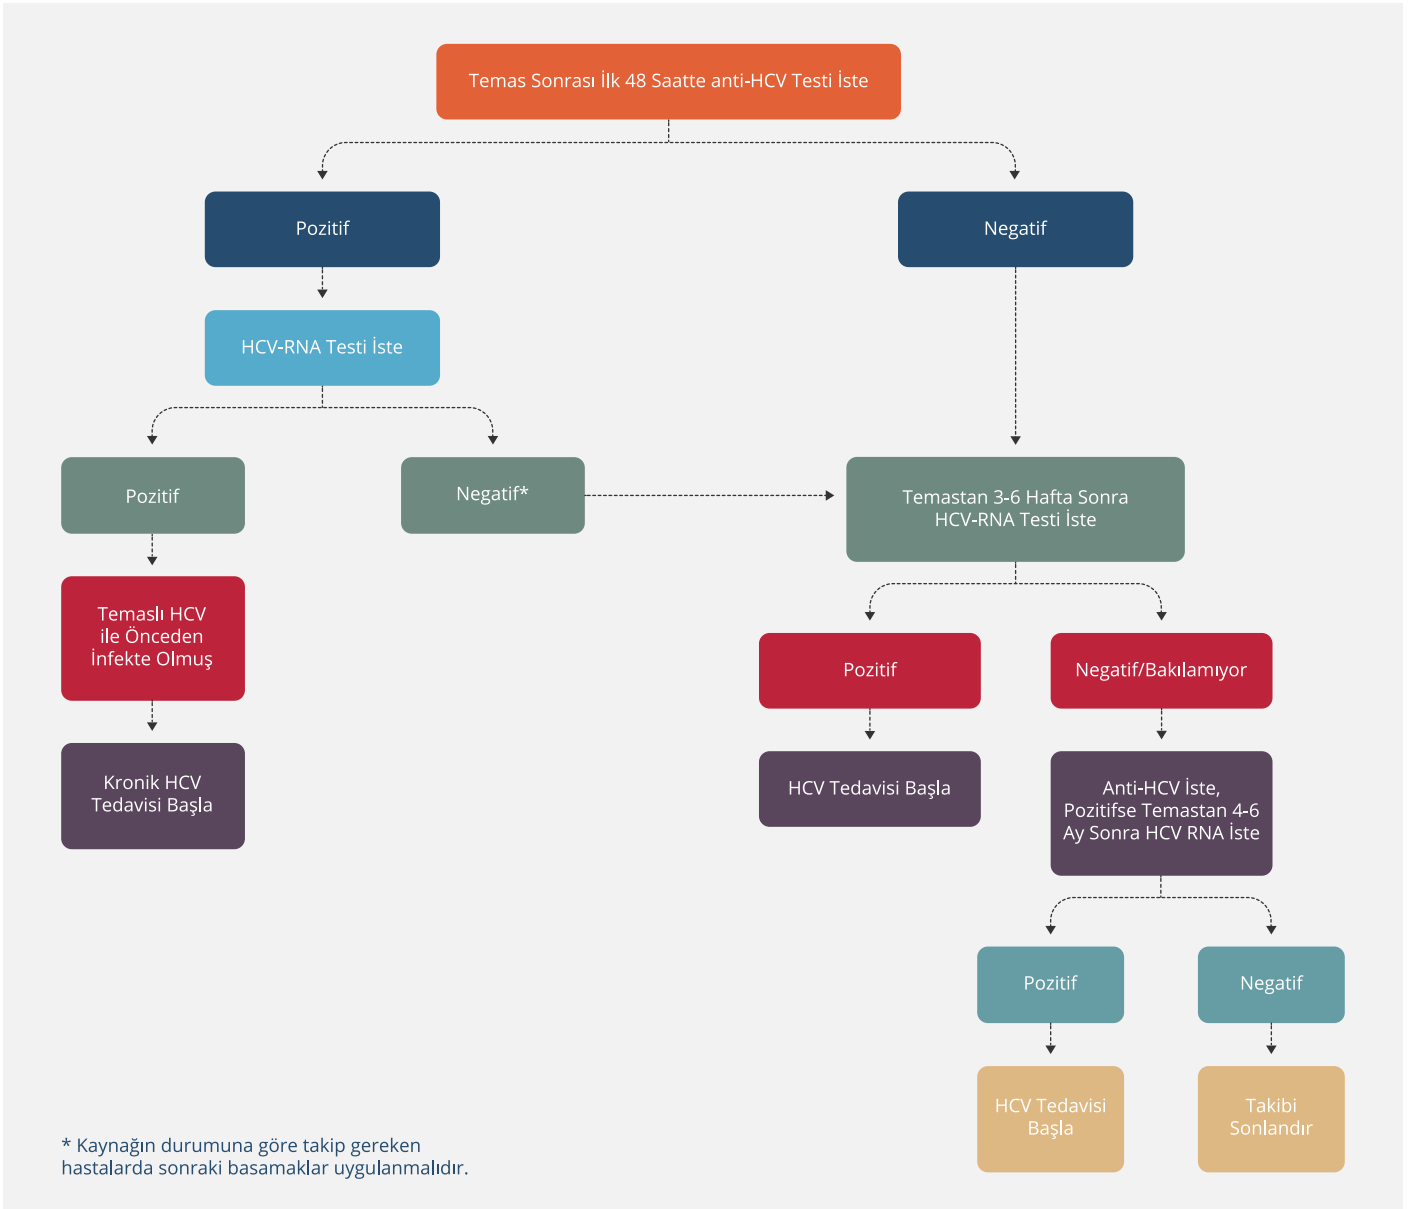 Temas Sonrası İlk 48 Saatte anti-HCV Testi İste
Pozitif
Negatif
HCV-RNA Testi İste
Pozitif
Negatif*
Temastan 3-6 Hafta Sonra
HCV-RNA Testi İste
Temaslı HCV
ile Önceden
İnfekte Olmuş
Pozitif
Negatif/Bakılamıyor
Kronik HCV
Tedavisi Başla
HCV Tedavisi Başla
Anti-HCV İste,
Pozitifse Temastan 4-6
Ay Sonra HCV RNA İste
Pozitif
Negatif
HCV Tedavisi
Başla
Takibi
Sonlandır
* Kaynağın durumuna göre takip gereken
hastalarda sonraki basamaklar uygulanmalıdır.